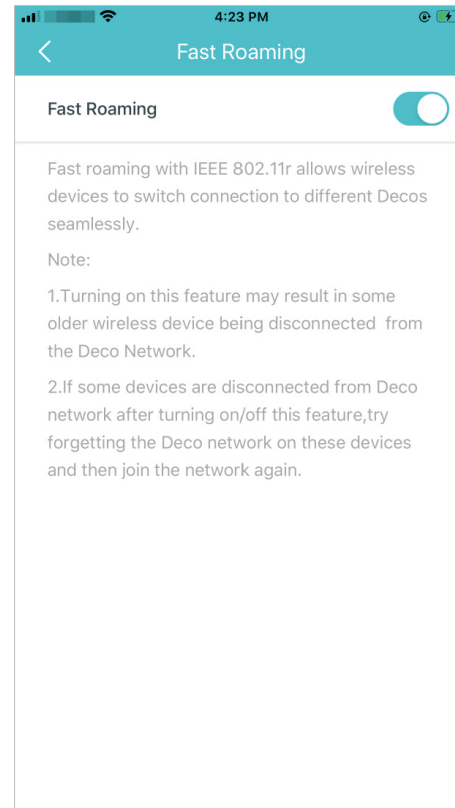 4:23 PM
Fast Roaming
Fast Roaming
Fast roaming with IEEE 802.11r allows wireless
devices to switch connection to different Decos
seamlessly.
Note:
1.Turning on this feature may result in some
older wireless device being disconnected  from
the Deco Network.
2.If some devices are disconnected from Deco
network after turning on/off this feature,try
forgetting the Deco network on these devices
and then join the network again.